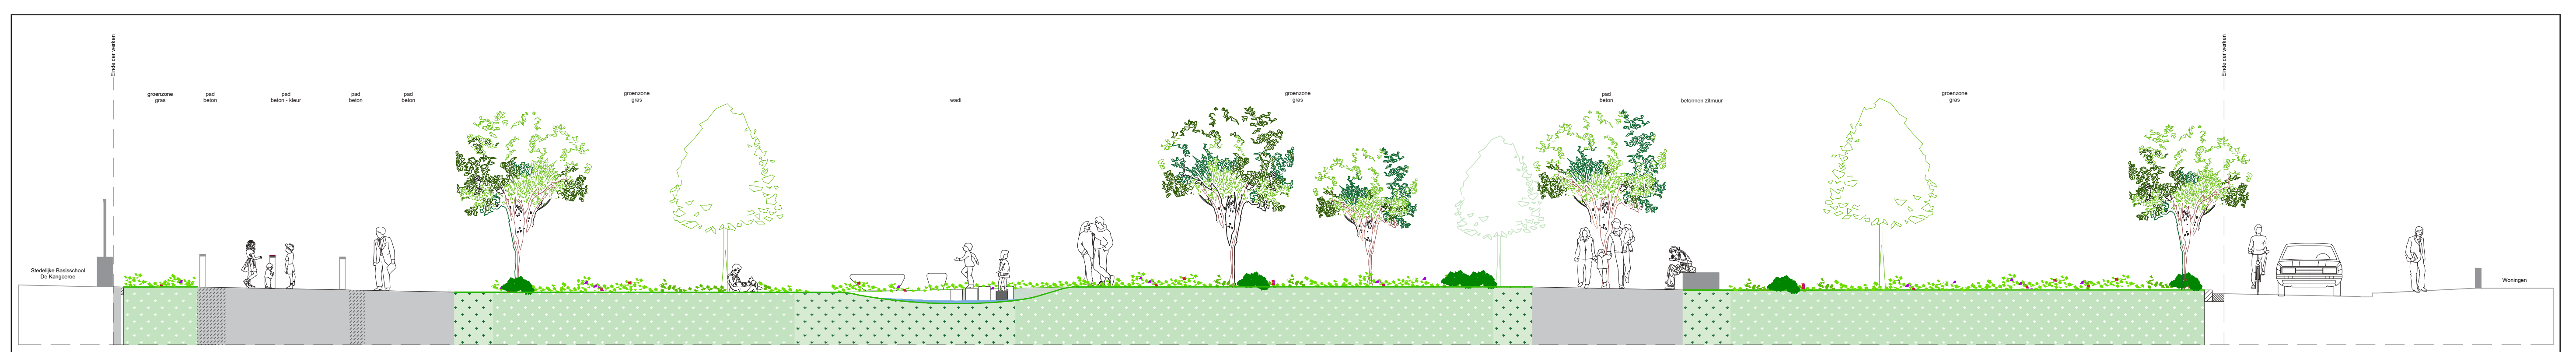 Einde der werken
groenzone
gras
pad
beton
pad
beton - kleur
pad
beton
pad
beton
groenzone
gras
wadi
groenzone
gras
pad
beton
betonnen zitmuur
groenzone
gras
Einde der werken
Stedelijke Basisschool
De Kangoeroe
Woningen